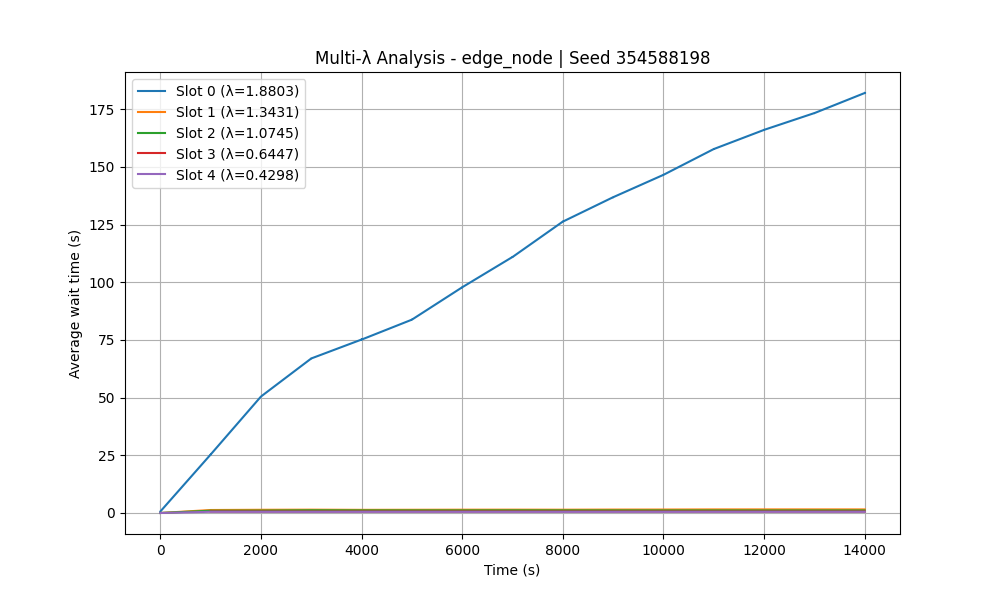 Multi-λ Analysis - edge_node | Seed 354588198
Slot 0 (λ=1.8803)
Slot 1 (λ=1.3431)
Slot 2 (λ=1.0745)
Slot 3 (λ=0.6447)
Slot 4 (λ=0.4298)
Average wait time (s)
175
150
125
100
75
50
25
0
0 2000 4000 6000 8000 10000 12000 14000
Time (s)